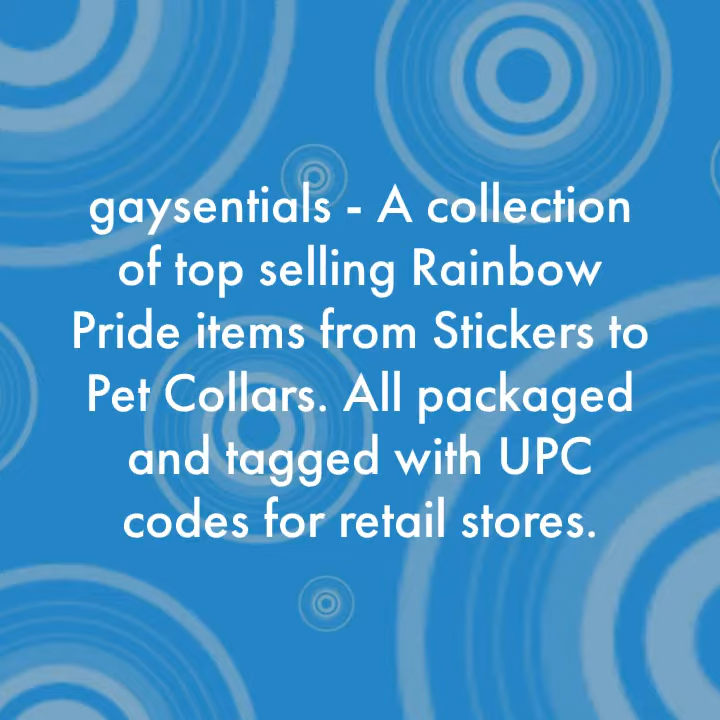 gaysentials - A collection
of top selling Rainbow
Pride items from Stickers to
Pet Collars. All packaged
and tagged with UPC
codes for retail stores.